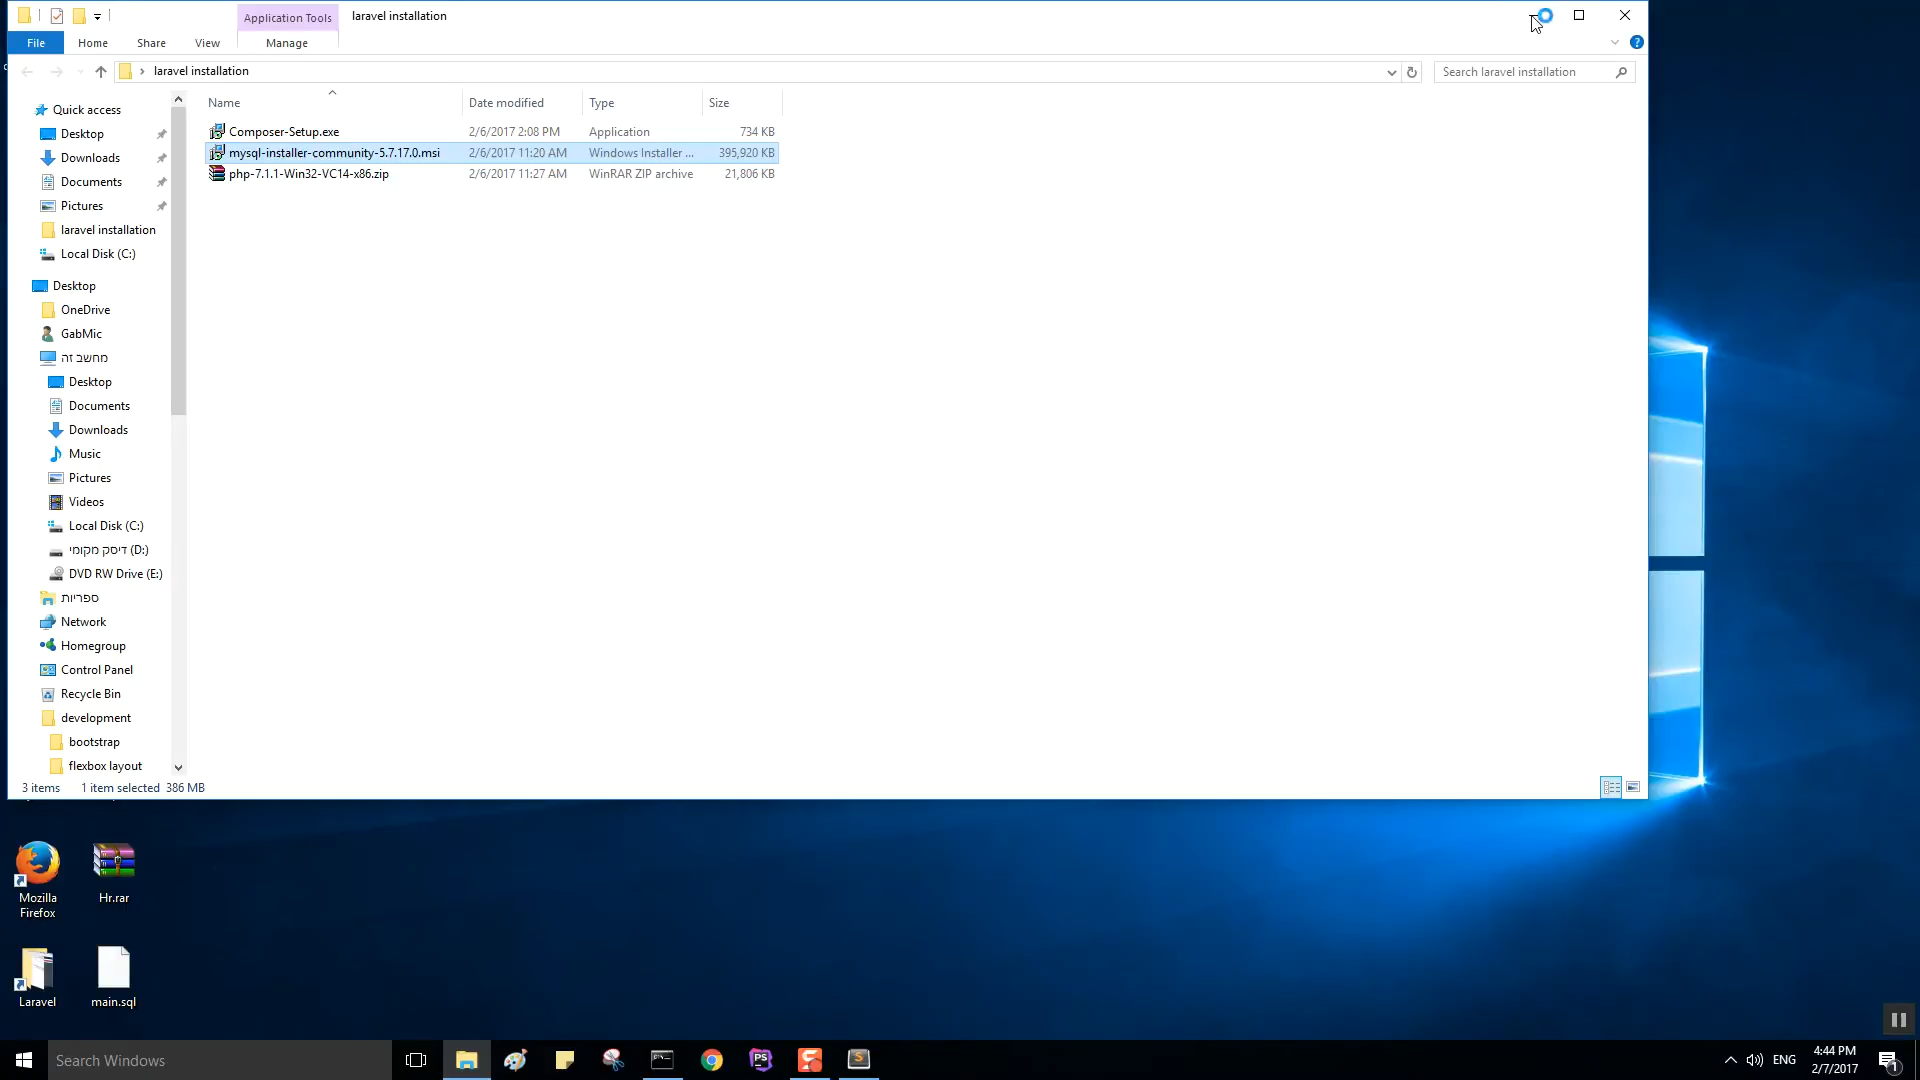 Application Tools
laravel installation
File
Home
Share
View
Manage
laravel installation
Search laravel installation
Name
Date modified
Type
Size
Composer-Setup.exe
2/6/2017 2:08 PM
Application
734 KB
mysql-installer-community-5.7.17.0.msi
2/6/2017 11:20 AM
Windows Installer ...
395,920 KB
php-7.1.1-Win32-VC14-x86.zip
2/6/2017 11:27 AM
WinRAR ZIP archive
21,806 KB
Quick access
Desktop
Downloads
Documents
Pictures
laravel installation
Local Disk (C:)
Desktop
OneDrive
GabMic
מחשב זה
Desktop
Documents
Downloads
Music
Pictures
Videos
Local Disk (C:)
דיסק מקומי (D:)
DVD RW Drive (E:)
ספריות
Network
Homegroup
Control Panel
Recycle Bin
development
bootstrap
flexbox layout
3 items
1 item selected 386 MB
Mozilla
Firefox
Hr.rar
Laravel
main.sql
Search Windows
PS
S
ENG
4:44 PM
2/7/2017
1